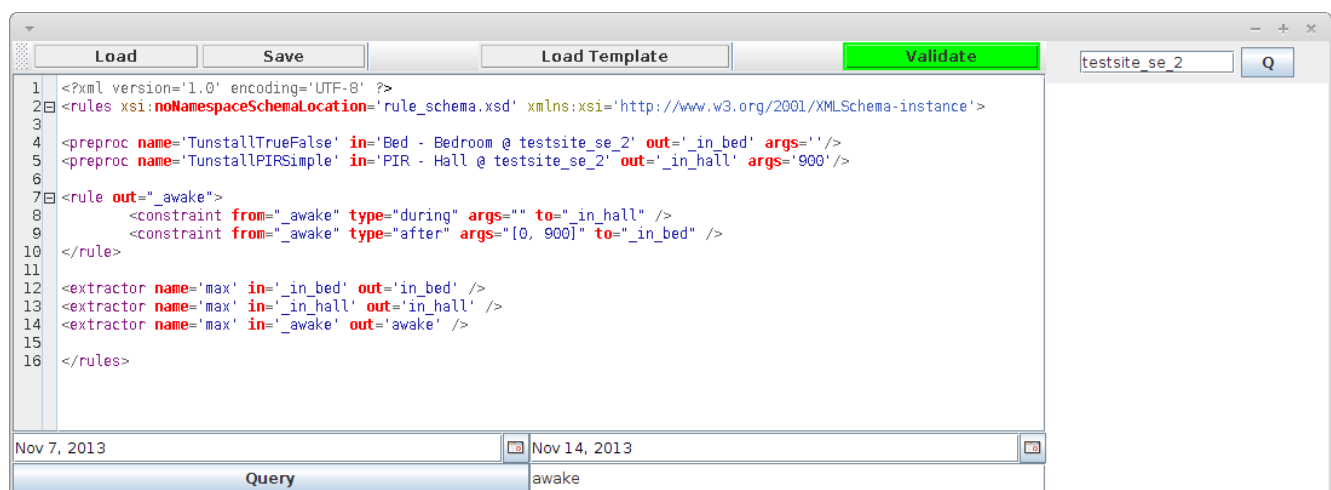 Load Save Load Template Validate testsite_se_2 Q
1 <?xml version='1.0' encoding='UTF-8' ?>
2 <rules xsi:noNamespaceSchemaLocation='rule_schema.xsd' xmlns:xsi='http://www.w3.org/2001/XMLSchema-instance'>
3
4 <preproc name='TunstallTrueFalse' in='Bed - Bedroom @ testsite_se_2' out='_in_bed' args=''/>
5 <preproc name='TunstallPIRSimple' in='PIR - Hall @ testsite_se_2' out='_in_hall' args='900'/>
6
7 <rule out="_awake">
8 <constraint from="_awake" type="during" args="" to="_in_hall" />
9 <constraint from="_awake" type="after" args="[0, 900]" to="_in_bed" />
10 </rule>
11
12 <extractor name='max' in='_in_bed' out='in_bed' />
13 <extractor name='max' in='_in_hall' out='in_hall' />
14 <extractor name='max' in='_awake' out='awake' />
15
16 </rules>
Nov 7, 2013 Nov 14, 2013
Query awake